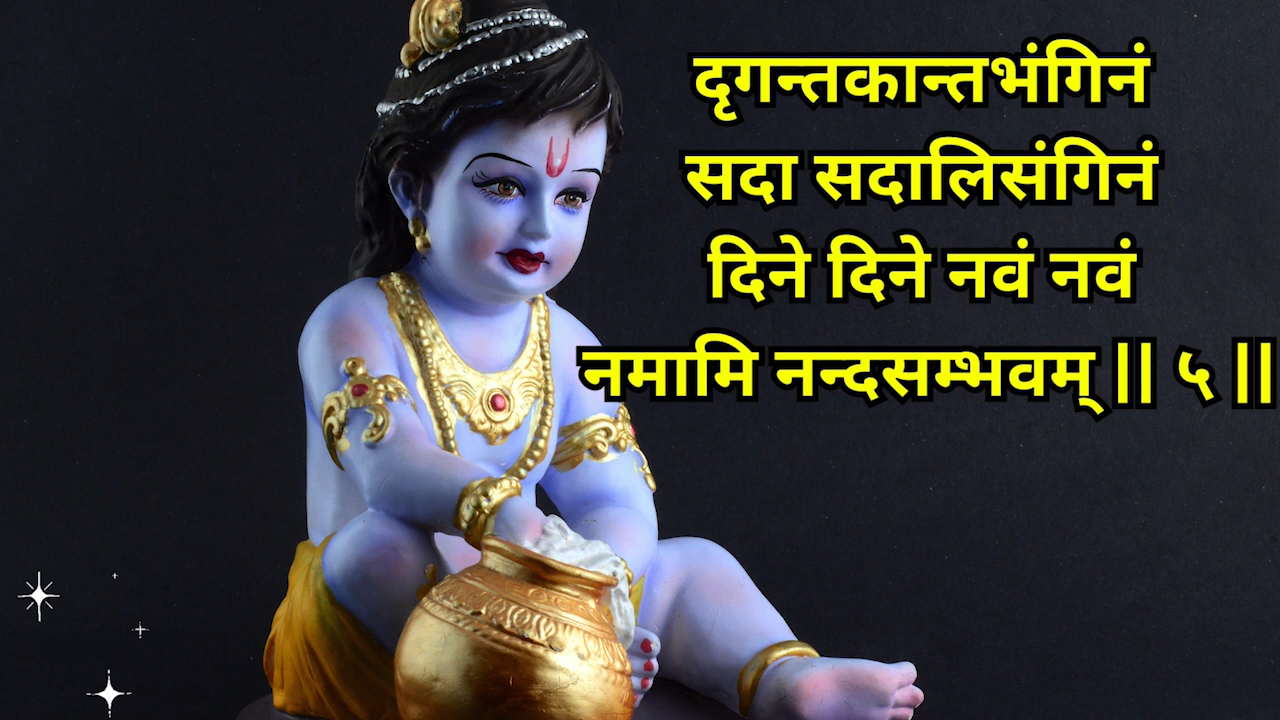 दृगन्तकान्तभंगिनं
सदा सदालिसंगिनं
दिने दिने नवं नवं
नमामि नन्दसम्भवम् || ५ ||